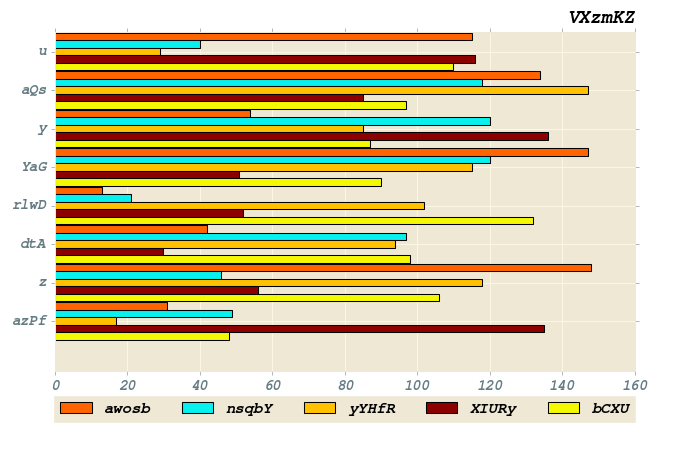 VXzmKZ
u
aQs
y
YaG
rlwD
dtA
z
azPf
0 20 40 60 80 100 120 140 160
awosb nsqbY yYHfR XIURy bCXU